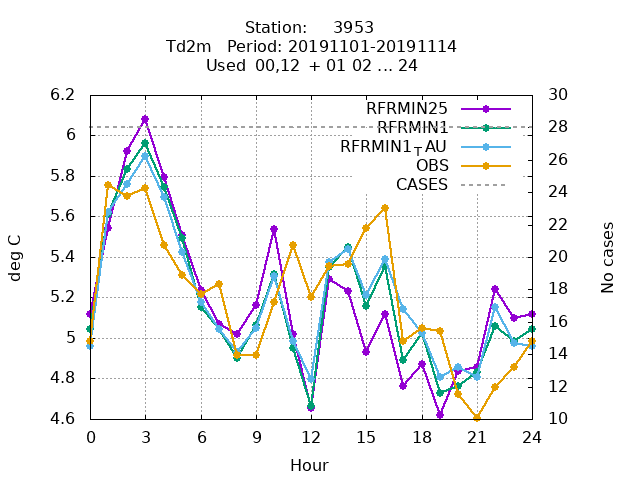 Station: 3953
Td2m Period: 20191101-20191114
Used 00,12 + 01 02 ... 24
6.2
6
5.8
5.6
5.4
5.2
5
4.8
4.6
deg C
RFRMIN25
RFRMIN1
RFRMIN1TAU
OBS
CASES
30
28
26
24
22
20
18
16
14
12
10
No cases
0 3 6 9 12 15 18 21 24
Hour